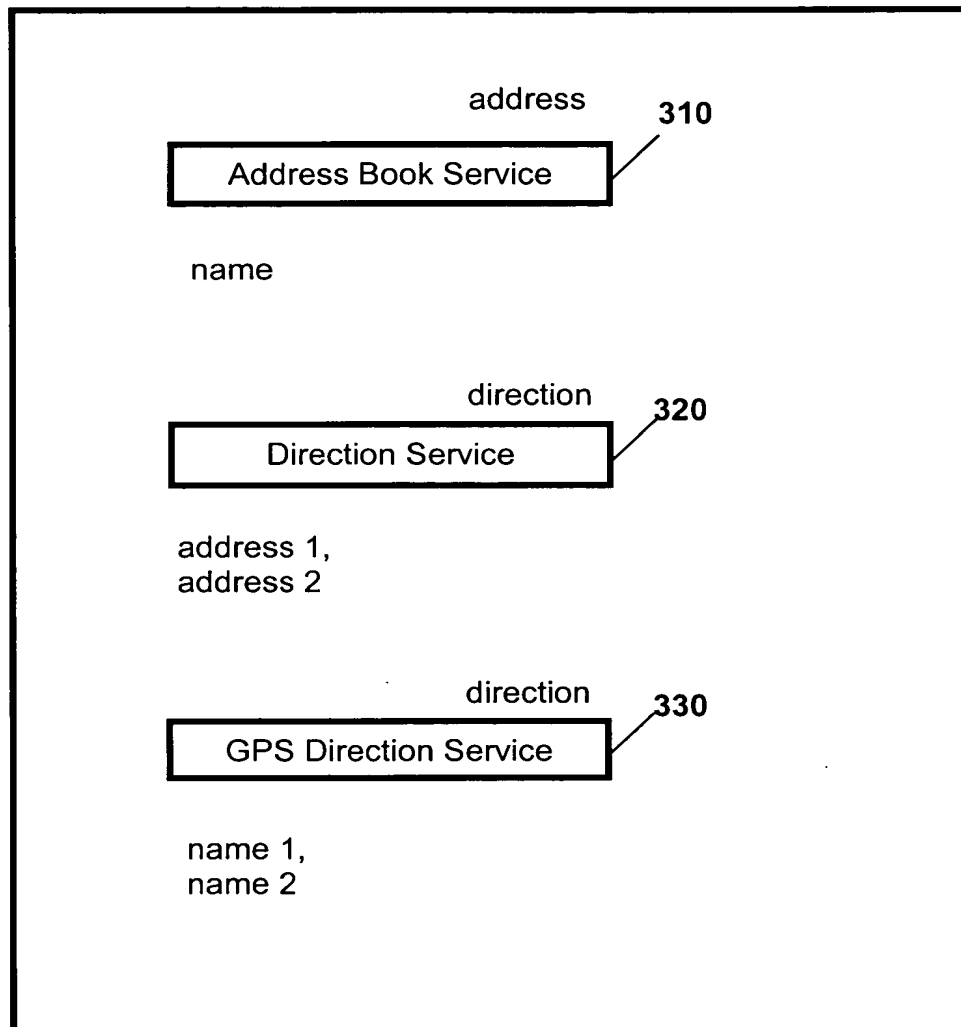 address
310
Address Book Service
name
direction
320
Direction Service
address 1,
address 2
direction
330
GPS Direction Service
name 1,
name 2